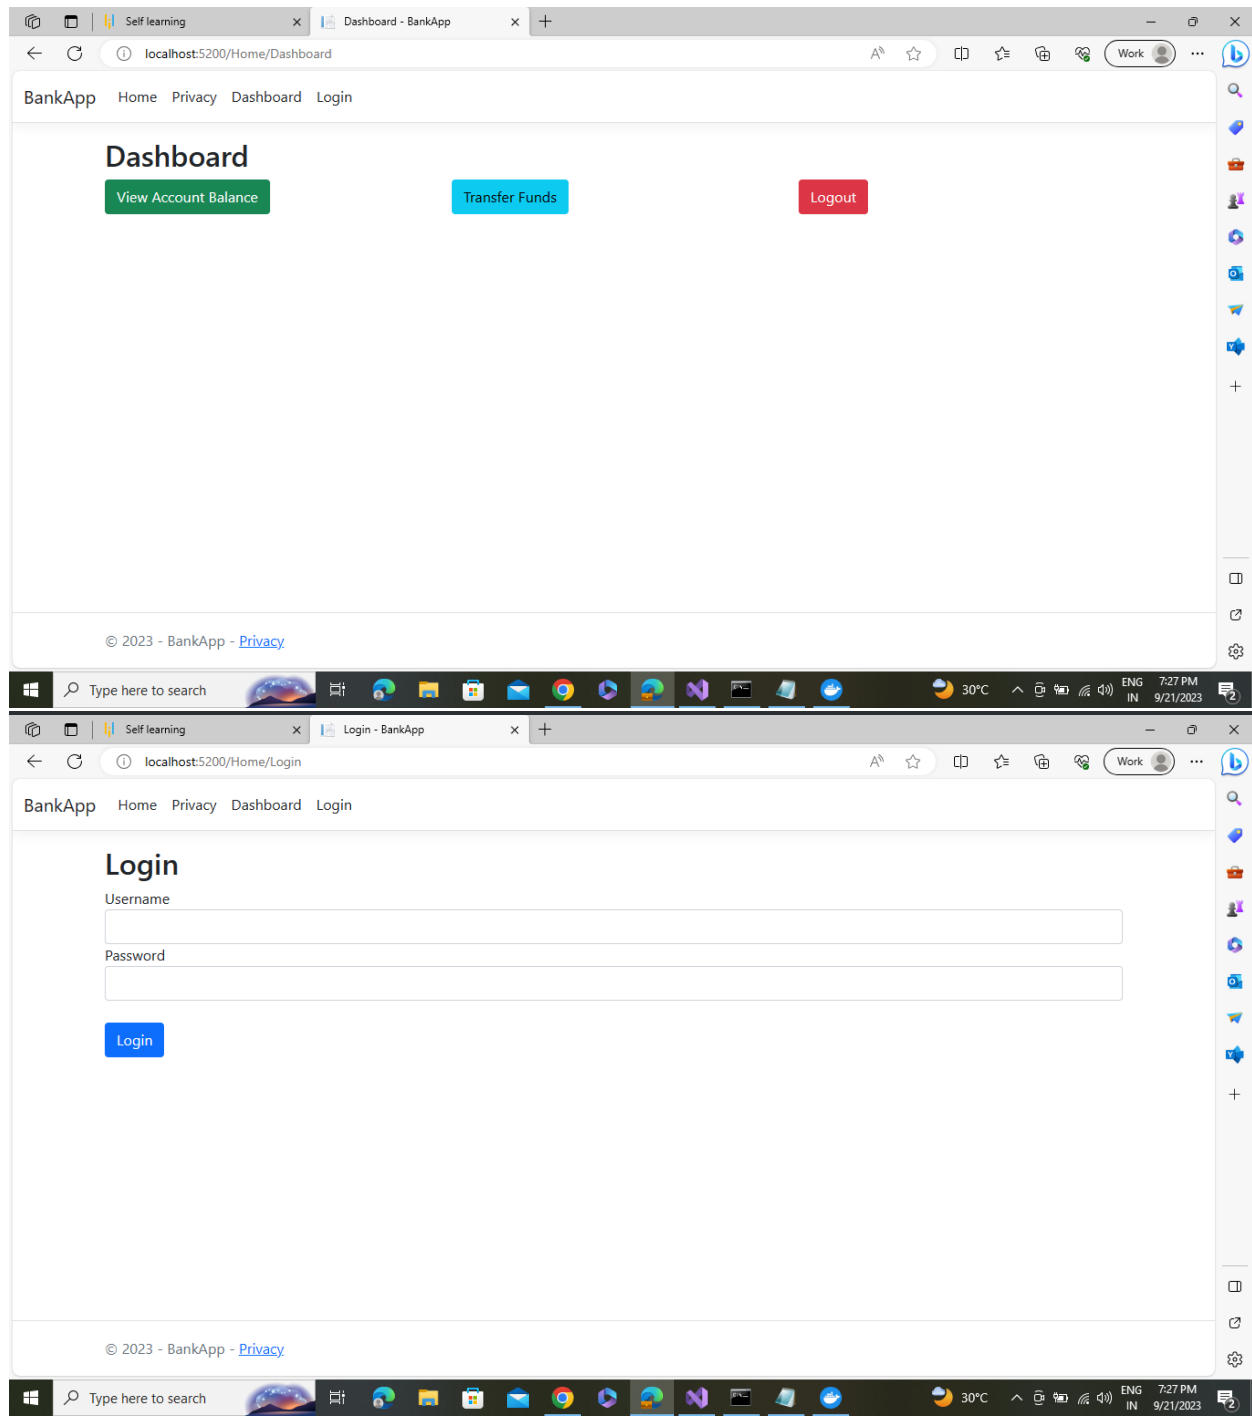 Self learning
Dashboard - BankApp
localhost:5200/Home/Dashboard
Work
BankApp Home Privacy Dashboard Login
Dashboard
View Account Balance Transfer Funds Logout
© 2023 - BankApp - Privacy
Type here to search
30°C
ENG 7:27 PM
IN 9/21/2023
2
Self learning
Login - BankApp
localhost:5200/Home/Login
Work
BankApp Home Privacy Dashboard Login
Login
Username
Password
Login
© 2023 - BankApp - Privacy
Type here to search
30°C
ENG 7:27 PM
IN 9/21/2023
2